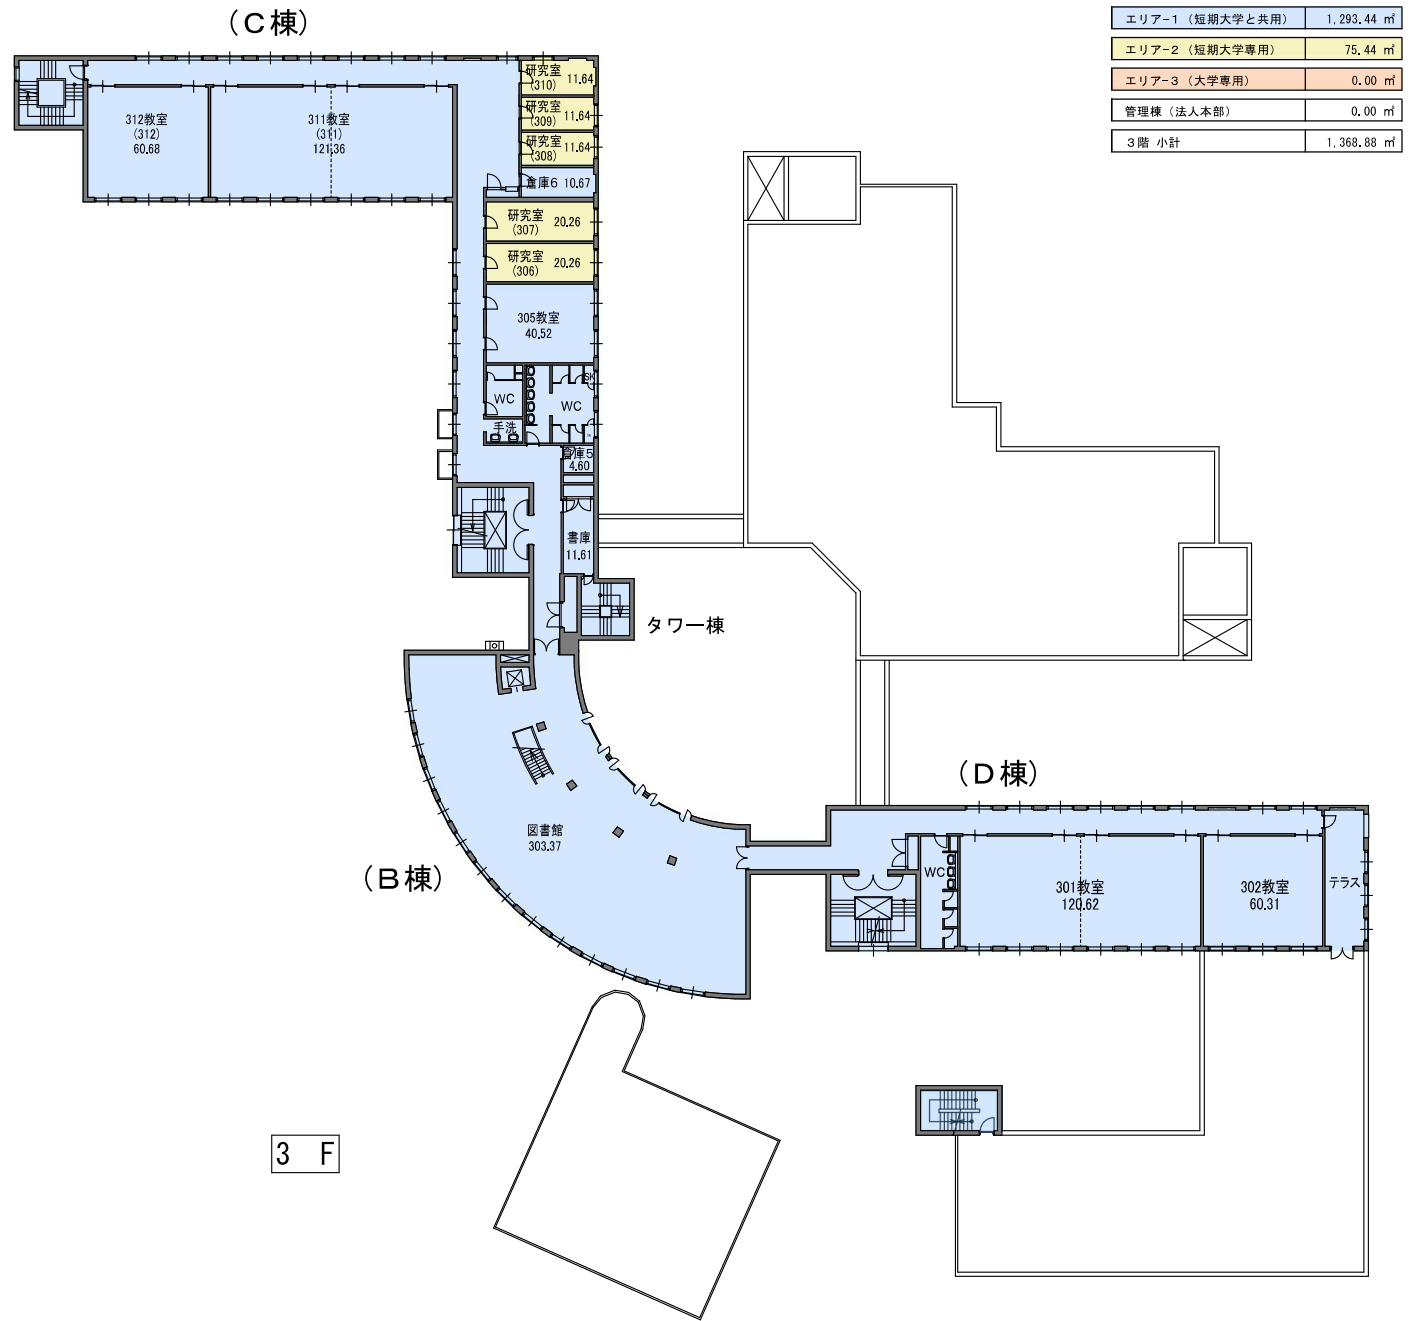 (C棟)
エリア-1 (短期大学と共用) 1,293.44 ㎡
エリア-2 (短期大学専用) 75.44 ㎡
エリア-3 (大学専用) 0.00 ㎡
管理棟 (法人本部) 0.00 ㎡
3階 小計 1,368.88 ㎡
312教室
(312)
60.68
311教室
(311)
121.36
研究室 11.64
(310)
研究室 11.64
(309)
研究室 11.64
(308)
倉庫6 10.67
研究室 20.26
(307)
研究室 20.26
(306)
305教室
40.52
SK
WC
WC
手洗
倉庫5
4.60
書庫
11.61
タワー棟
図書館
303.37
(B棟)
(D棟)
WC
301教室
120.62
302教室
60.31
テラス
3 F